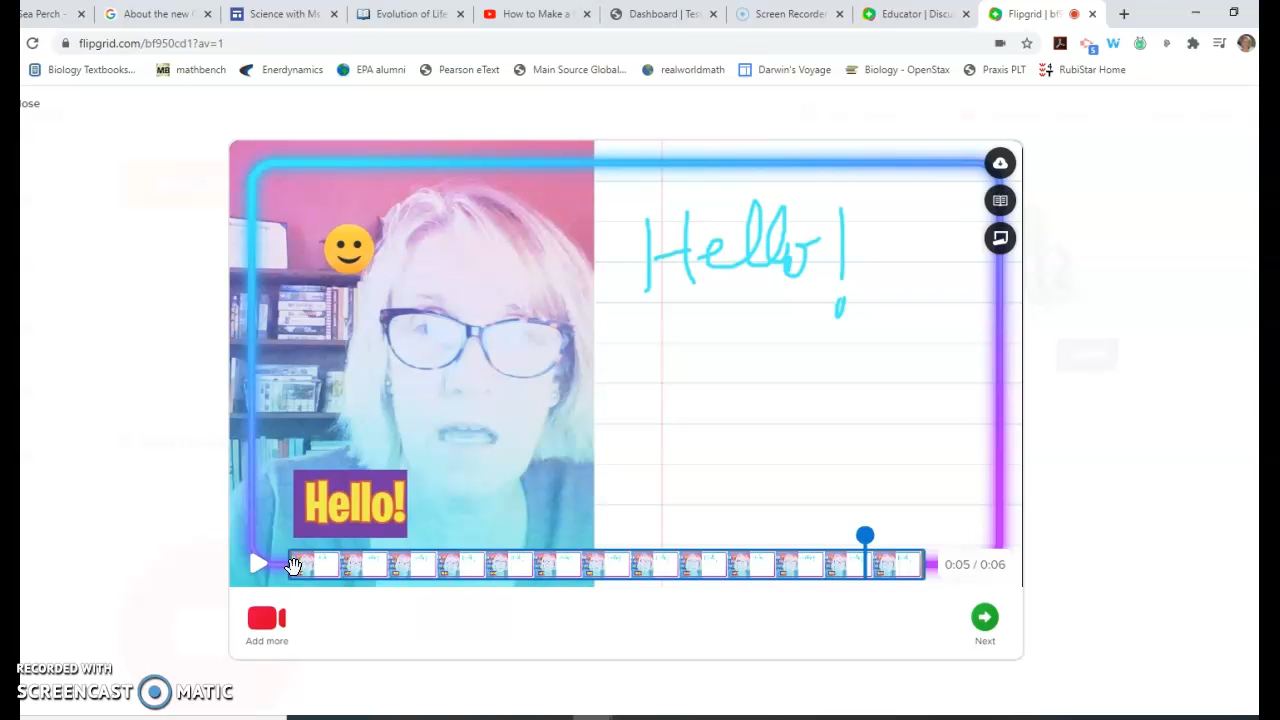 Sea Perch -
About the new
Science with Ms
Evolution of Life
How to Make a
Dashboard | Tes
Screen Recorder
Educator | Discu
Flipgrid | bf9
flipgrid.com/bf950cd1?av=1
5
Biology Textbooks...
MB mathbench
Enerdynamics
EPA alumni
Pearson eText
Main Source Global...
realworldmath
Darwin's Voyage
Biology - OpenStax
Praxis PLT
RubiStar Home
lose
Hello!
Hello!
0:05 / 0:06
Add more
Next
RECORDED WITH
SCREENCAST MATIC